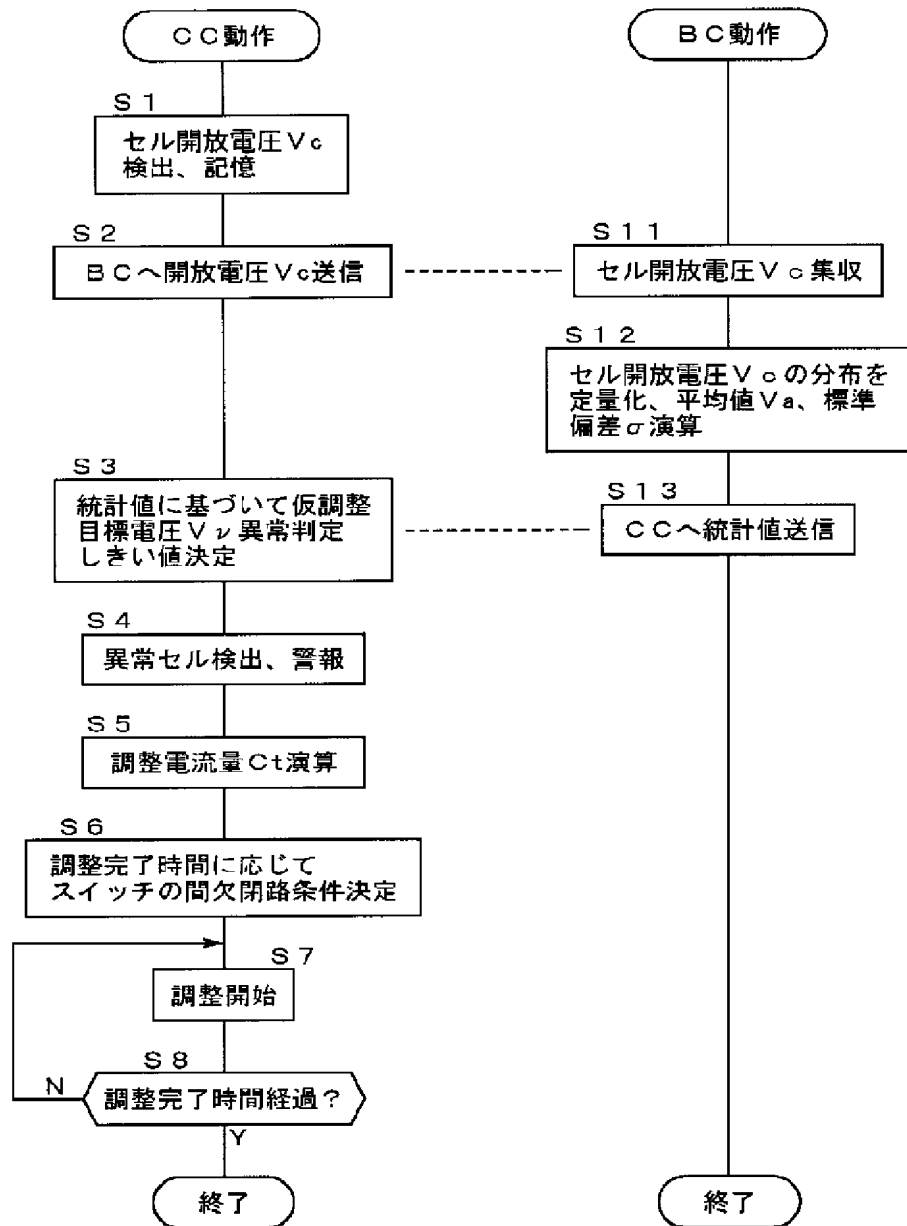 ＣＣ動作
Ｓ１
セル開放電圧Ｖｃ
検出、記憶
Ｓ２
ＢＣへ開放電圧Ｖｃ送信
Ｓ３
統計値に基づいて仮調整
目標電圧Ｖν異常判定
しきい値決定
Ｓ４
異常セル検出、警報
Ｓ５
調整電流量Ｃｔ演算
Ｓ６
調整完了時間に応じて
スイッチの間欠閉路条件決定
Ｓ７
調整開始
Ｓ８
Ｎ
調整完了時間経過？
Ｙ
終了
ＢＣ動作
Ｓ１１
セル開放電圧Ｖｃ集収
Ｓ１２
セル開放電圧Ｖｃの分布を
定量化、平均値Ｖａ、標準
偏差σ演算
Ｓ１３
ＣＣへ統計値送信
終了